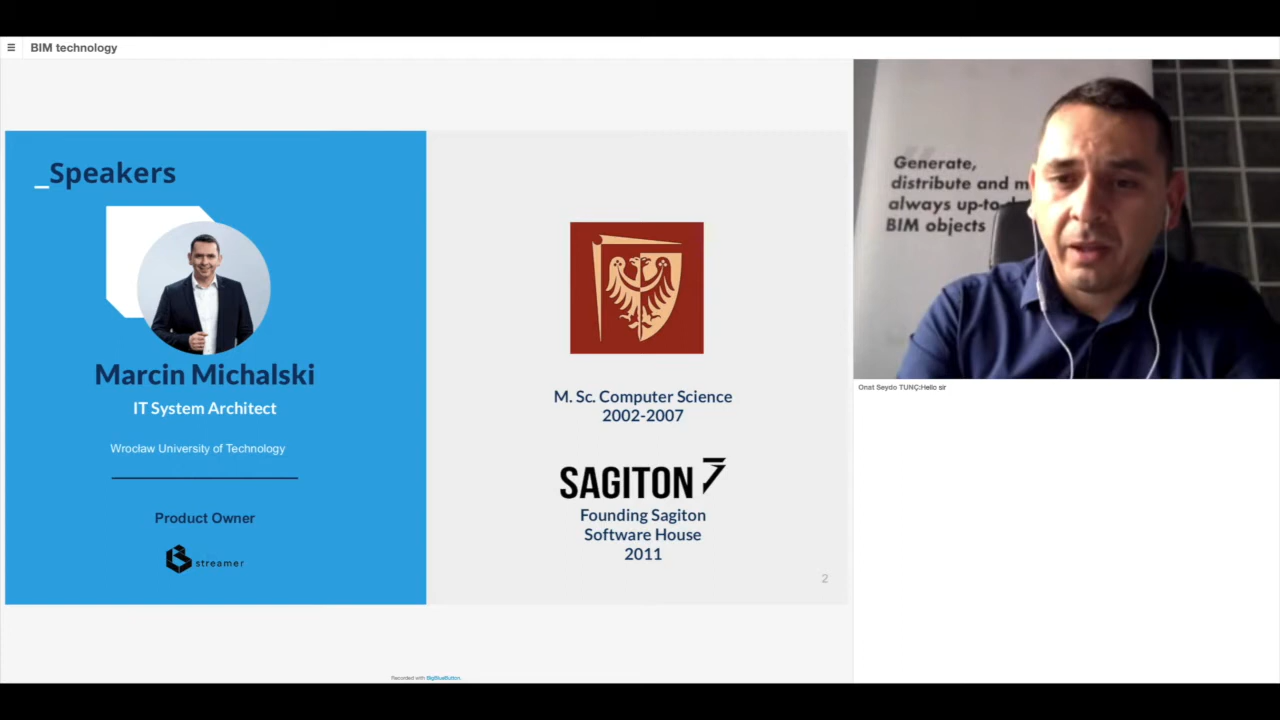 BIM technology
_Speakers
Marcin Michalski
IT System Architect
Wrocław University of Technology
Product Owner
streamer
M. Sc. Computer Science
2002-2007
SAGITON
Founding Sagiton
Software House
2011
2
Generate,
distribute and m
always up-to-d
BIM objects
Onat Seydo TUNÇ:Hello sir
Recorded with BigBlueButton.